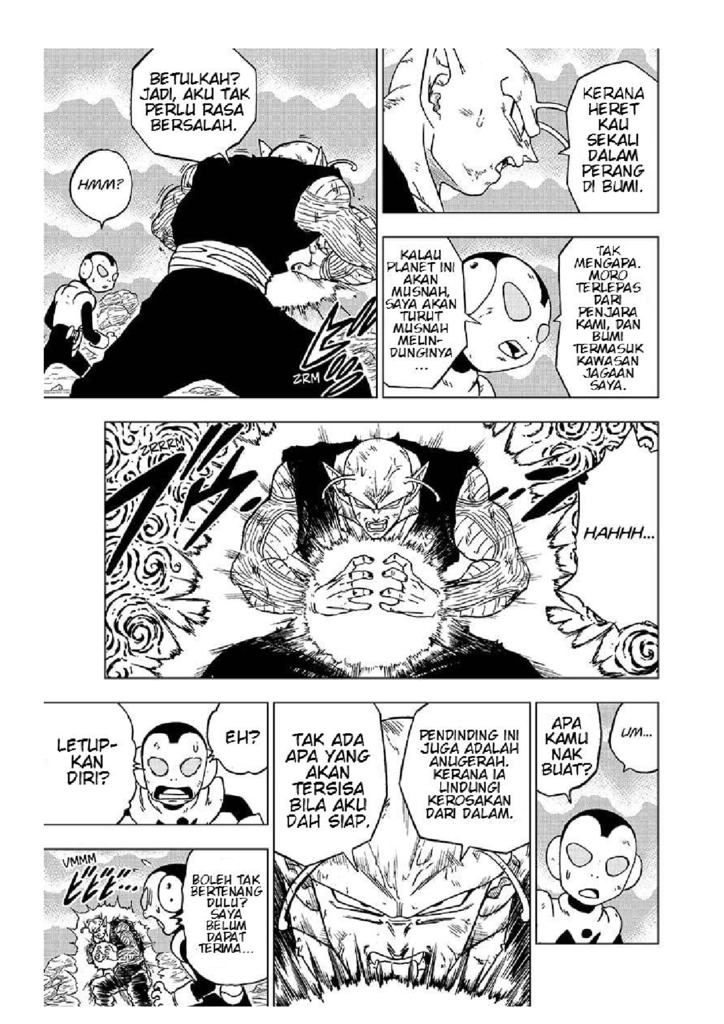 KERANA
HERET
KAU
SEKALI
DALAM
PERANG
DI BUMI.
TAK
MENGAPA.
MORO
TERLEPAS
DARI
PENJARA
KAMI, DAN
BUMI
TERMASUK
KAWASAN
JAGAAN
SAYA.
KALAU
PLANET INI
AKAN
MUSNAH,
SAYA AKAN
TURUT
MUSNAH
MELIN-
DUNGINYA
...
BETULKAH?
JADI, AKU TAK
PERLU RASA
BERSALAH.
HMM?
ZRM
HAHHH...
ZRRRM
UM...
APA
KAMU
NAK
BUAT?
PENDINDING INI
JUGA ADALAH
ANUGERAH.
KERANA IA
LINDUNGI
KEROSAKAN
DARI DALAM.
TAK ADA
APA YANG
AKAN
TERSISA
BILA AKU
DAH SIAP.
EH?
LETUP-
KAN
DIRI?
BOLEH TAK
BERTENANG
DULU?
SAYA
BELUM
DAPAT
TERIMA...
VMMM
ビビビ...